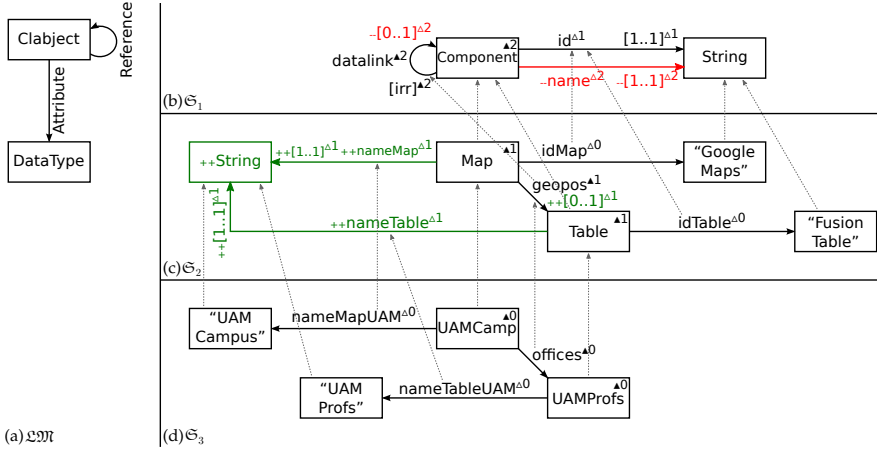 Clabject
Reference
Attribute
DataType
(a) 𝔏𝔐
--[0..1]△2
datalink▲2
[irr]▲2
▲2
Component
id△1
[1..1]△1
--name△2
--[1..1]△2
String
(b) 𝔖1
++String
++[1..1]△1
++nameMap△1
▲1
Map
idMap△0
“Google
Maps”
geopos▲1
++[0..1]△1
++[1..1]△1
++nameTable△1
▲1
Table
idTable△0
“Fusion
Table”
(c) 𝔖2
“UAM
Campus”
nameMapUAM△0
▲0
UAMCamp
offices▲0
“UAM
Profs”
nameTableUAM△0
▲0
UAMProfs
(d) 𝔖3